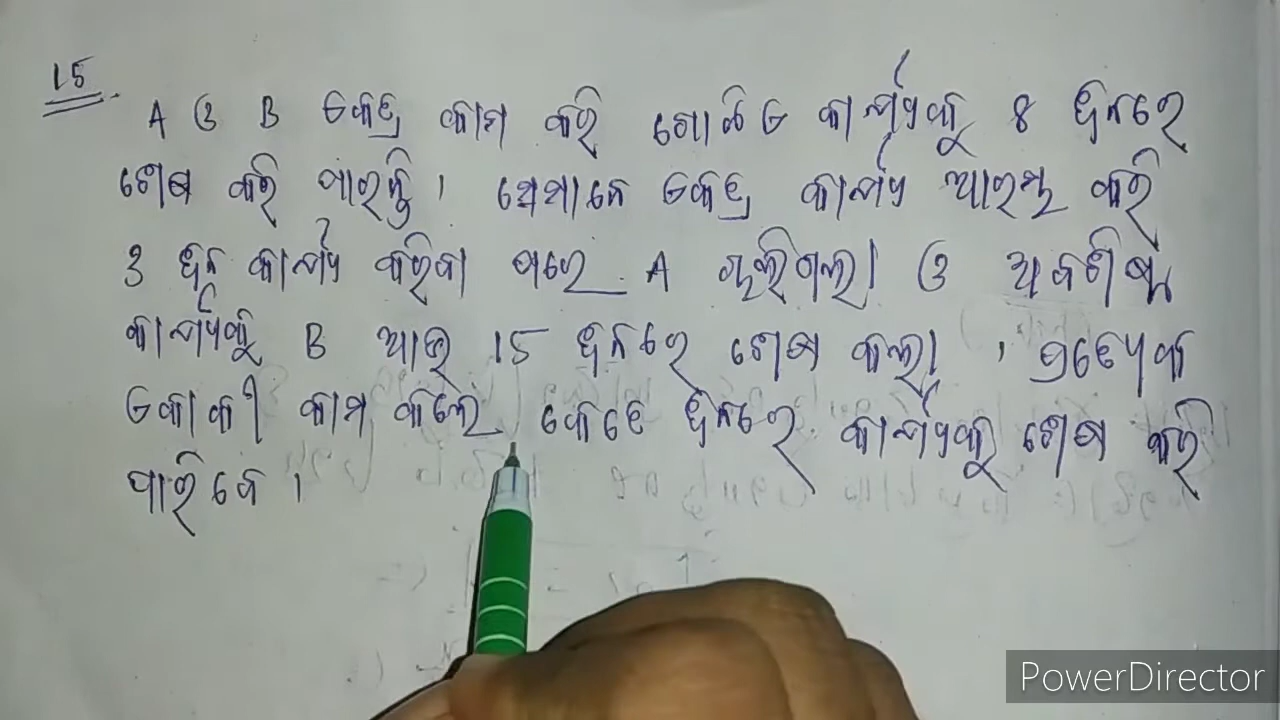 15.
A ଓ B ଏକତ୍ର କାମ କରି ଗୋଟିଏ କାର୍ଯ୍ୟକୁ 8 ଦିନରେ
ଶେଷ କରି ପାରନ୍ତି । ସେମାନେ ଏକତ୍ର କାର୍ଯ୍ୟ ଆରମ୍ଭ କରି
3 ଦିନ କାର୍ଯ୍ୟ କରିବା ପରେ A ଚାଲିଗଲା ଓ ଅବଶିଷ୍ଟ
କାର୍ଯ୍ୟକୁ B ଆଉ 15 ଦିନରେ ଶେଷ କଲା । ପ୍ରତ୍ୟେକ
ଏକାକୀ କାମ କଲେ କେତେ ଦିନରେ କାର୍ଯ୍ୟକୁ ଶେଷ କରି
ପାରିବେ ।
PowerDirector